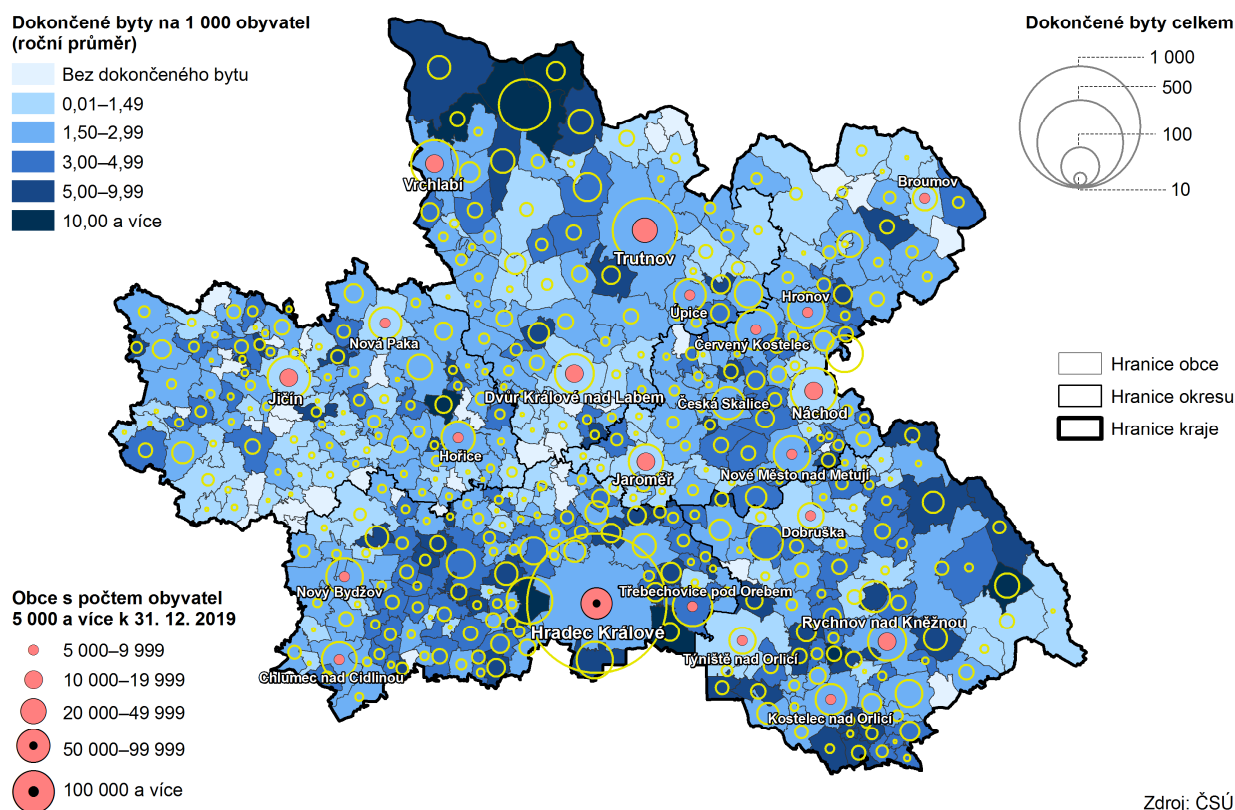 Dokončené byty na 1 000 obyvatel
(roční průměr)
Bez dokončeného bytu
0,01–1,49
1,50–2,99
3,00–4,99
5,00–9,99
10,00 a více
Dokončené byty celkem
1 000
500
100
10
Vrchlabí
Broumov
Trutnov
Úpice
Hronov
Nová Paka
Červený Kostelec
Jičín
Dvůr Králové nad Labem
Česká Skalice
Náchod
Hořice
Jaroměř
Nové Město nad Metují
Dobruška
Nový Bydžov
Třebechovice pod Orebem
Hradec Králové
Rychnov nad Kněžnou
Týniště nad Orlicí
Chlumec nad Cidlinou
Kostelec nad Orlicí
Hranice obce
Hranice okresu
Hranice kraje
Obce s počtem obyvatel
5 000 a více k 31. 12. 2019
5 000–9 999
10 000–19 999
20 000–49 999
50 000–99 999
100 000 a více
Zdroj: ČSÚ